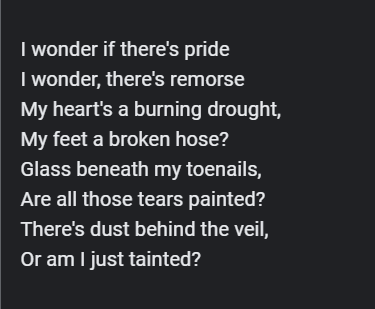 I wonder if there's pride
I wonder, there's remorse
My heart's a burning drought,
My feet a broken hose?
Glass beneath my toenails,
Are all those tears painted?
There's dust behind the veil,
Or am I just tainted?